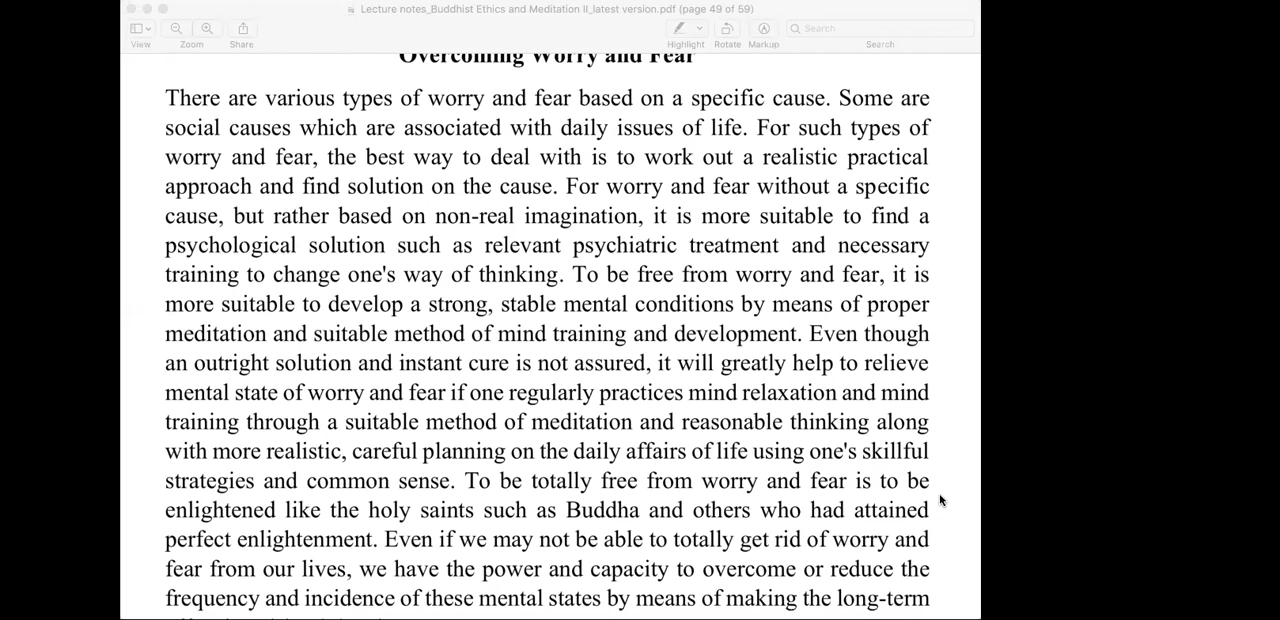 Lecture notes_Buddhist Ethics and Meditation II_latest version.pdf (page 49 of 59)
View Zoom Share Highlight Rotate Markup Search
Search
Overcoming Worry and Fear
There are various types of worry and fear based on a specific cause. Some are
social causes which are associated with daily issues of life. For such types of
worry and fear, the best way to deal with is to work out a realistic practical
approach and find solution on the cause. For worry and fear without a specific
cause, but rather based on non-real imagination, it is more suitable to find a
psychological solution such as relevant psychiatric treatment and necessary
training to change one's way of thinking. To be free from worry and fear, it is
more suitable to develop a strong, stable mental conditions by means of proper
meditation and suitable method of mind training and development. Even though
an outright solution and instant cure is not assured, it will greatly help to relieve
mental state of worry and fear if one regularly practices mind relaxation and mind
training through a suitable method of meditation and reasonable thinking along
with more realistic, careful planning on the daily affairs of life using one's skillful
strategies and common sense. To be totally free from worry and fear is to be
enlightened like the holy saints such as Buddha and others who had attained
perfect enlightenment. Even if we may not be able to totally get rid of worry and
fear from our lives, we have the power and capacity to overcome or reduce the
frequency and incidence of these mental states by means of making the long-term